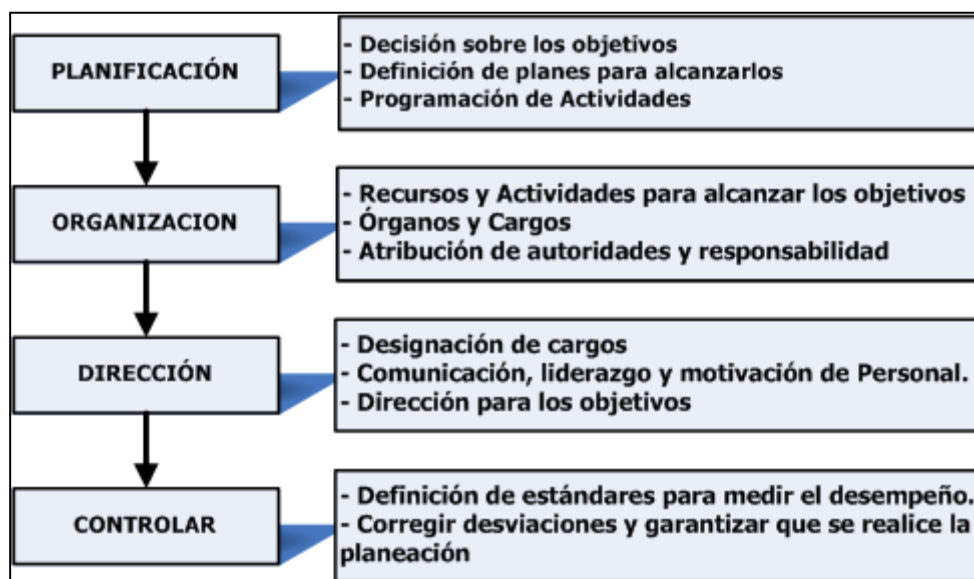 PLANIFICACIÓN
- Decisión sobre los objetivos
- Definición de planes para alcanzarlos
- Programación de Actividades
ORGANIZACION
- Recursos y Actividades para alcanzar los objetivos
- Órganos y Cargos
- Atribución de autoridades y responsabilidad
DIRECCIÓN
- Designación de cargos
- Comunicación, liderazgo y motivación de Personal.
- Dirección para los objetivos
CONTROLAR
- Definición de estándares para medir el desempeño.
- Corregir desviaciones y garantizar que se realice la
planeación